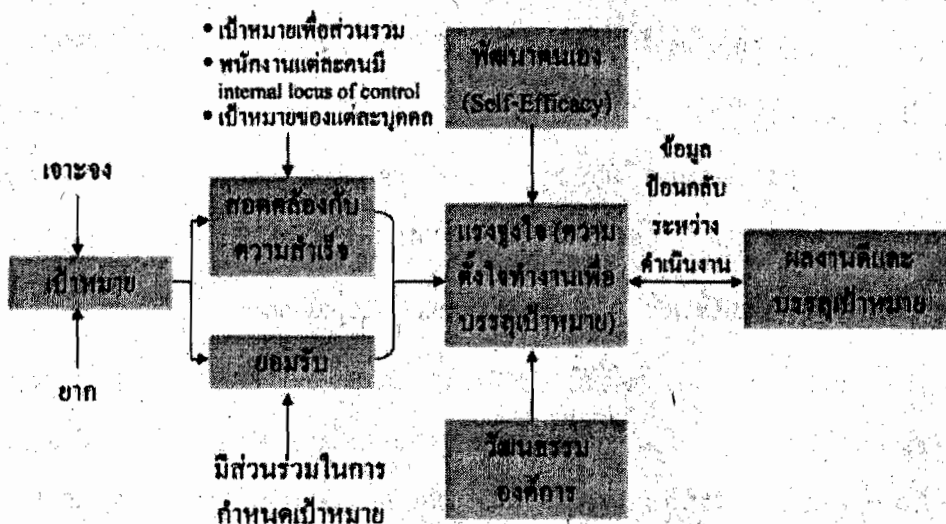 • เป้าหมายเพื่อส่วนรวม
• พนักงานแต่ละคนมี
internal locus of control
• เป้าหมายของแต่ละบุคคล
พัฒนาตนเอง
(Self-Efficacy)
เจาะจง
เป้าหมาย
ยาก
สอดคล้องกับ
ความสำเร็จ
ยอมรับ
มีส่วนร่วมในการ
กำหนดเป้าหมาย
แรงจูงใจ (ความ
ตั้งใจทำงานเพื่อ
บรรลุเป้าหมาย)
วัฒนธรรม
องค์การ
ข้อมูล
ป้อนกลับ
ระหว่าง
ดำเนินงาน
ผลงานดีและ
บรรลุเป้าหมาย